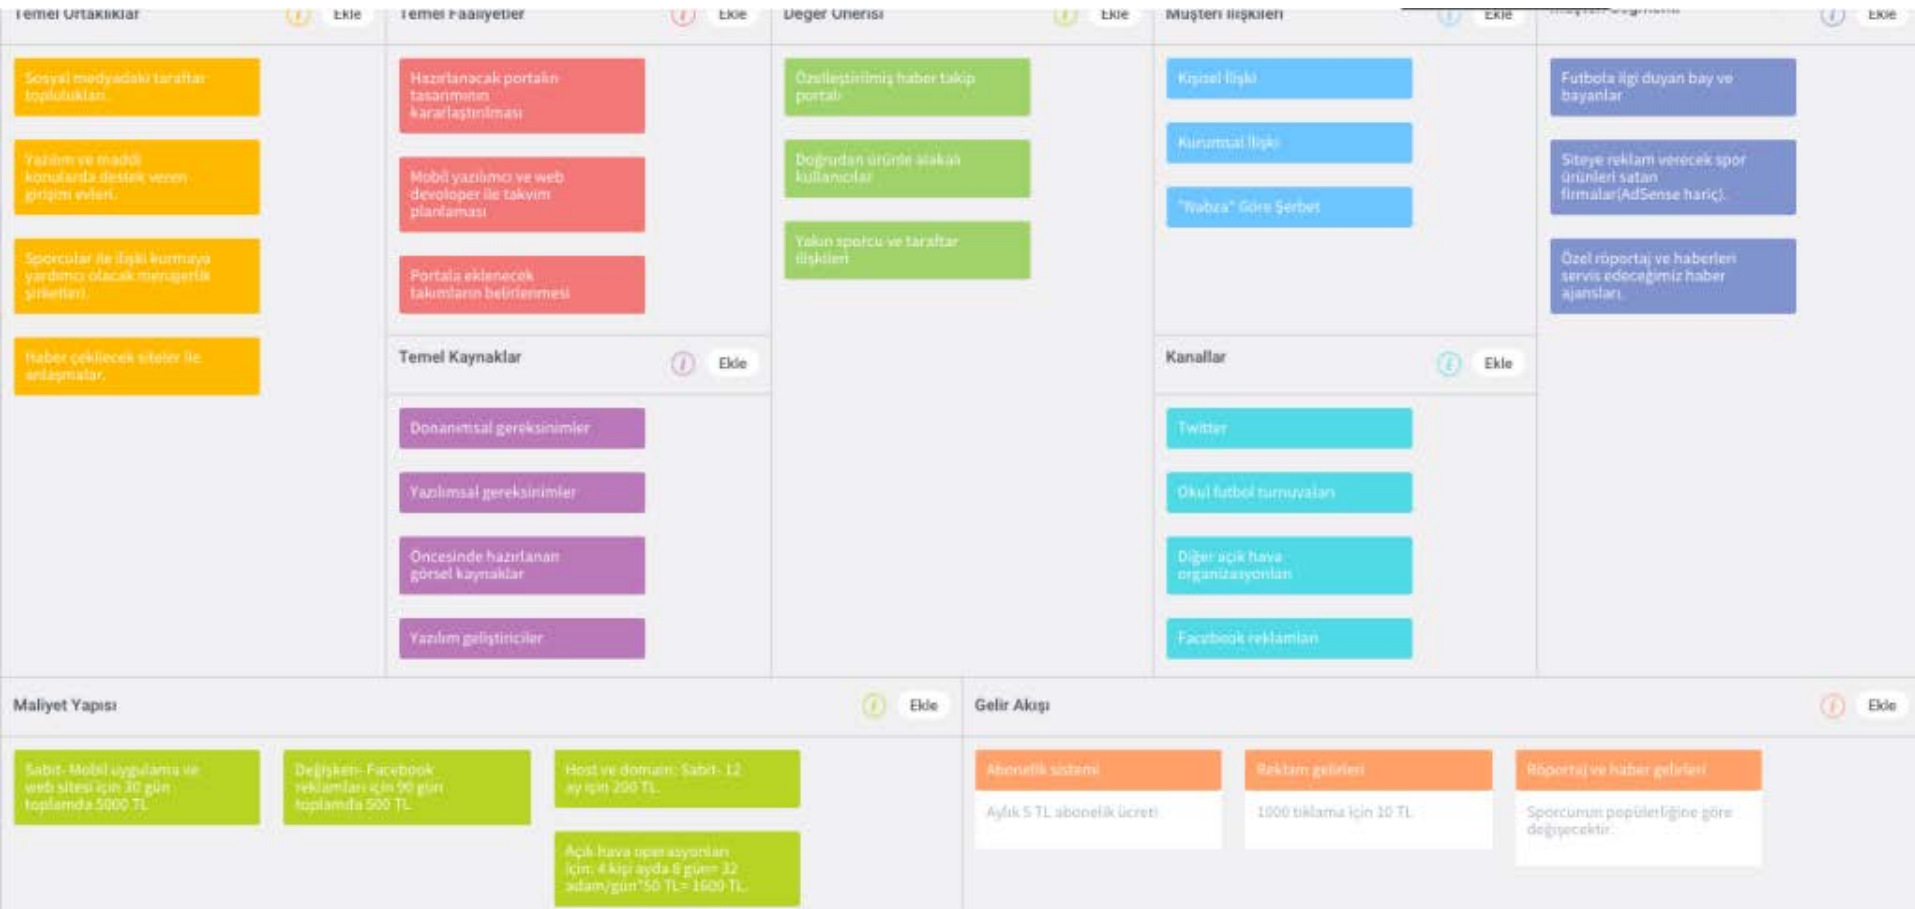 Temel Ortaklıklar
i
Ekle
Sosyal medyadaki taraftar
toplulukları.
Yazılım ve maddi
konularda destek veren
girişim evleri.
Sporcular ile ilişki kurmaya
yardımcı olacak menajerlik
şirketleri.
Haber çekilecek siteler ile
anlaşmalar.
Temel Faaliyetler
i
Ekle
Hazırlanacak portalın
tasarımının
kararlaştırılması
Mobil yazılımcı ve web
devoloper ile takvim
planlaması
Portala eklenecek
takımların belirlenmesi
Temel Kaynaklar
i
Ekle
Donanımsal gereksinimler
Yazılımsal gereksinimler
Öncesinde hazırlanan
görsel kaynaklar
Yazılım geliştiriciler
Değer Önerisi
i
Ekle
Özelleştirilmiş haber takip
portalı
Doğrudan ürünle alakalı
kullanıcılar
Yakın sporcu ve taraftar
ilişkileri
Müşteri İlişkileri
i
Ekle
Kişisel İlişki
Kurumsal İlişki
"Nabza" Göre Şerbet
Kanallar
i
Ekle
Twitter
Okul futbol turnuvaları
Diğer açık hava
organizasyonları
Facebook reklamları
i
Ekle
Futbola ilgi duyan bay ve
bayanlar
Siteye reklam verecek spor
ürünleri satan
firmalar(AdSense hariç).
Özel röportaj ve haberleri
servis edeceğimiz haber
ajansları.
Maliyet Yapısı
i
Ekle
Sabit- Mobil uygulama ve
web sitesi için 30 gün
toplamda 5000 TL
Değişken- Facebook
reklamları için 90 gün
toplamda 500 TL
Host ve domain: Sabit- 12
ay için 200 TL.
Açık hava operasyonları
için: 4 kişi ayda 8 gün= 32
adam/gün*50 TL= 1600 TL.
Gelir Akışı
i
Ekle
Abonelik sistemi
Aylık 5 TL abonelik ücreti
Reklam gelirleri
1000 tıklama için 10 TL
Röportaj ve haber gelirleri
Sporcunun popülerliğine göre
değişecektir.